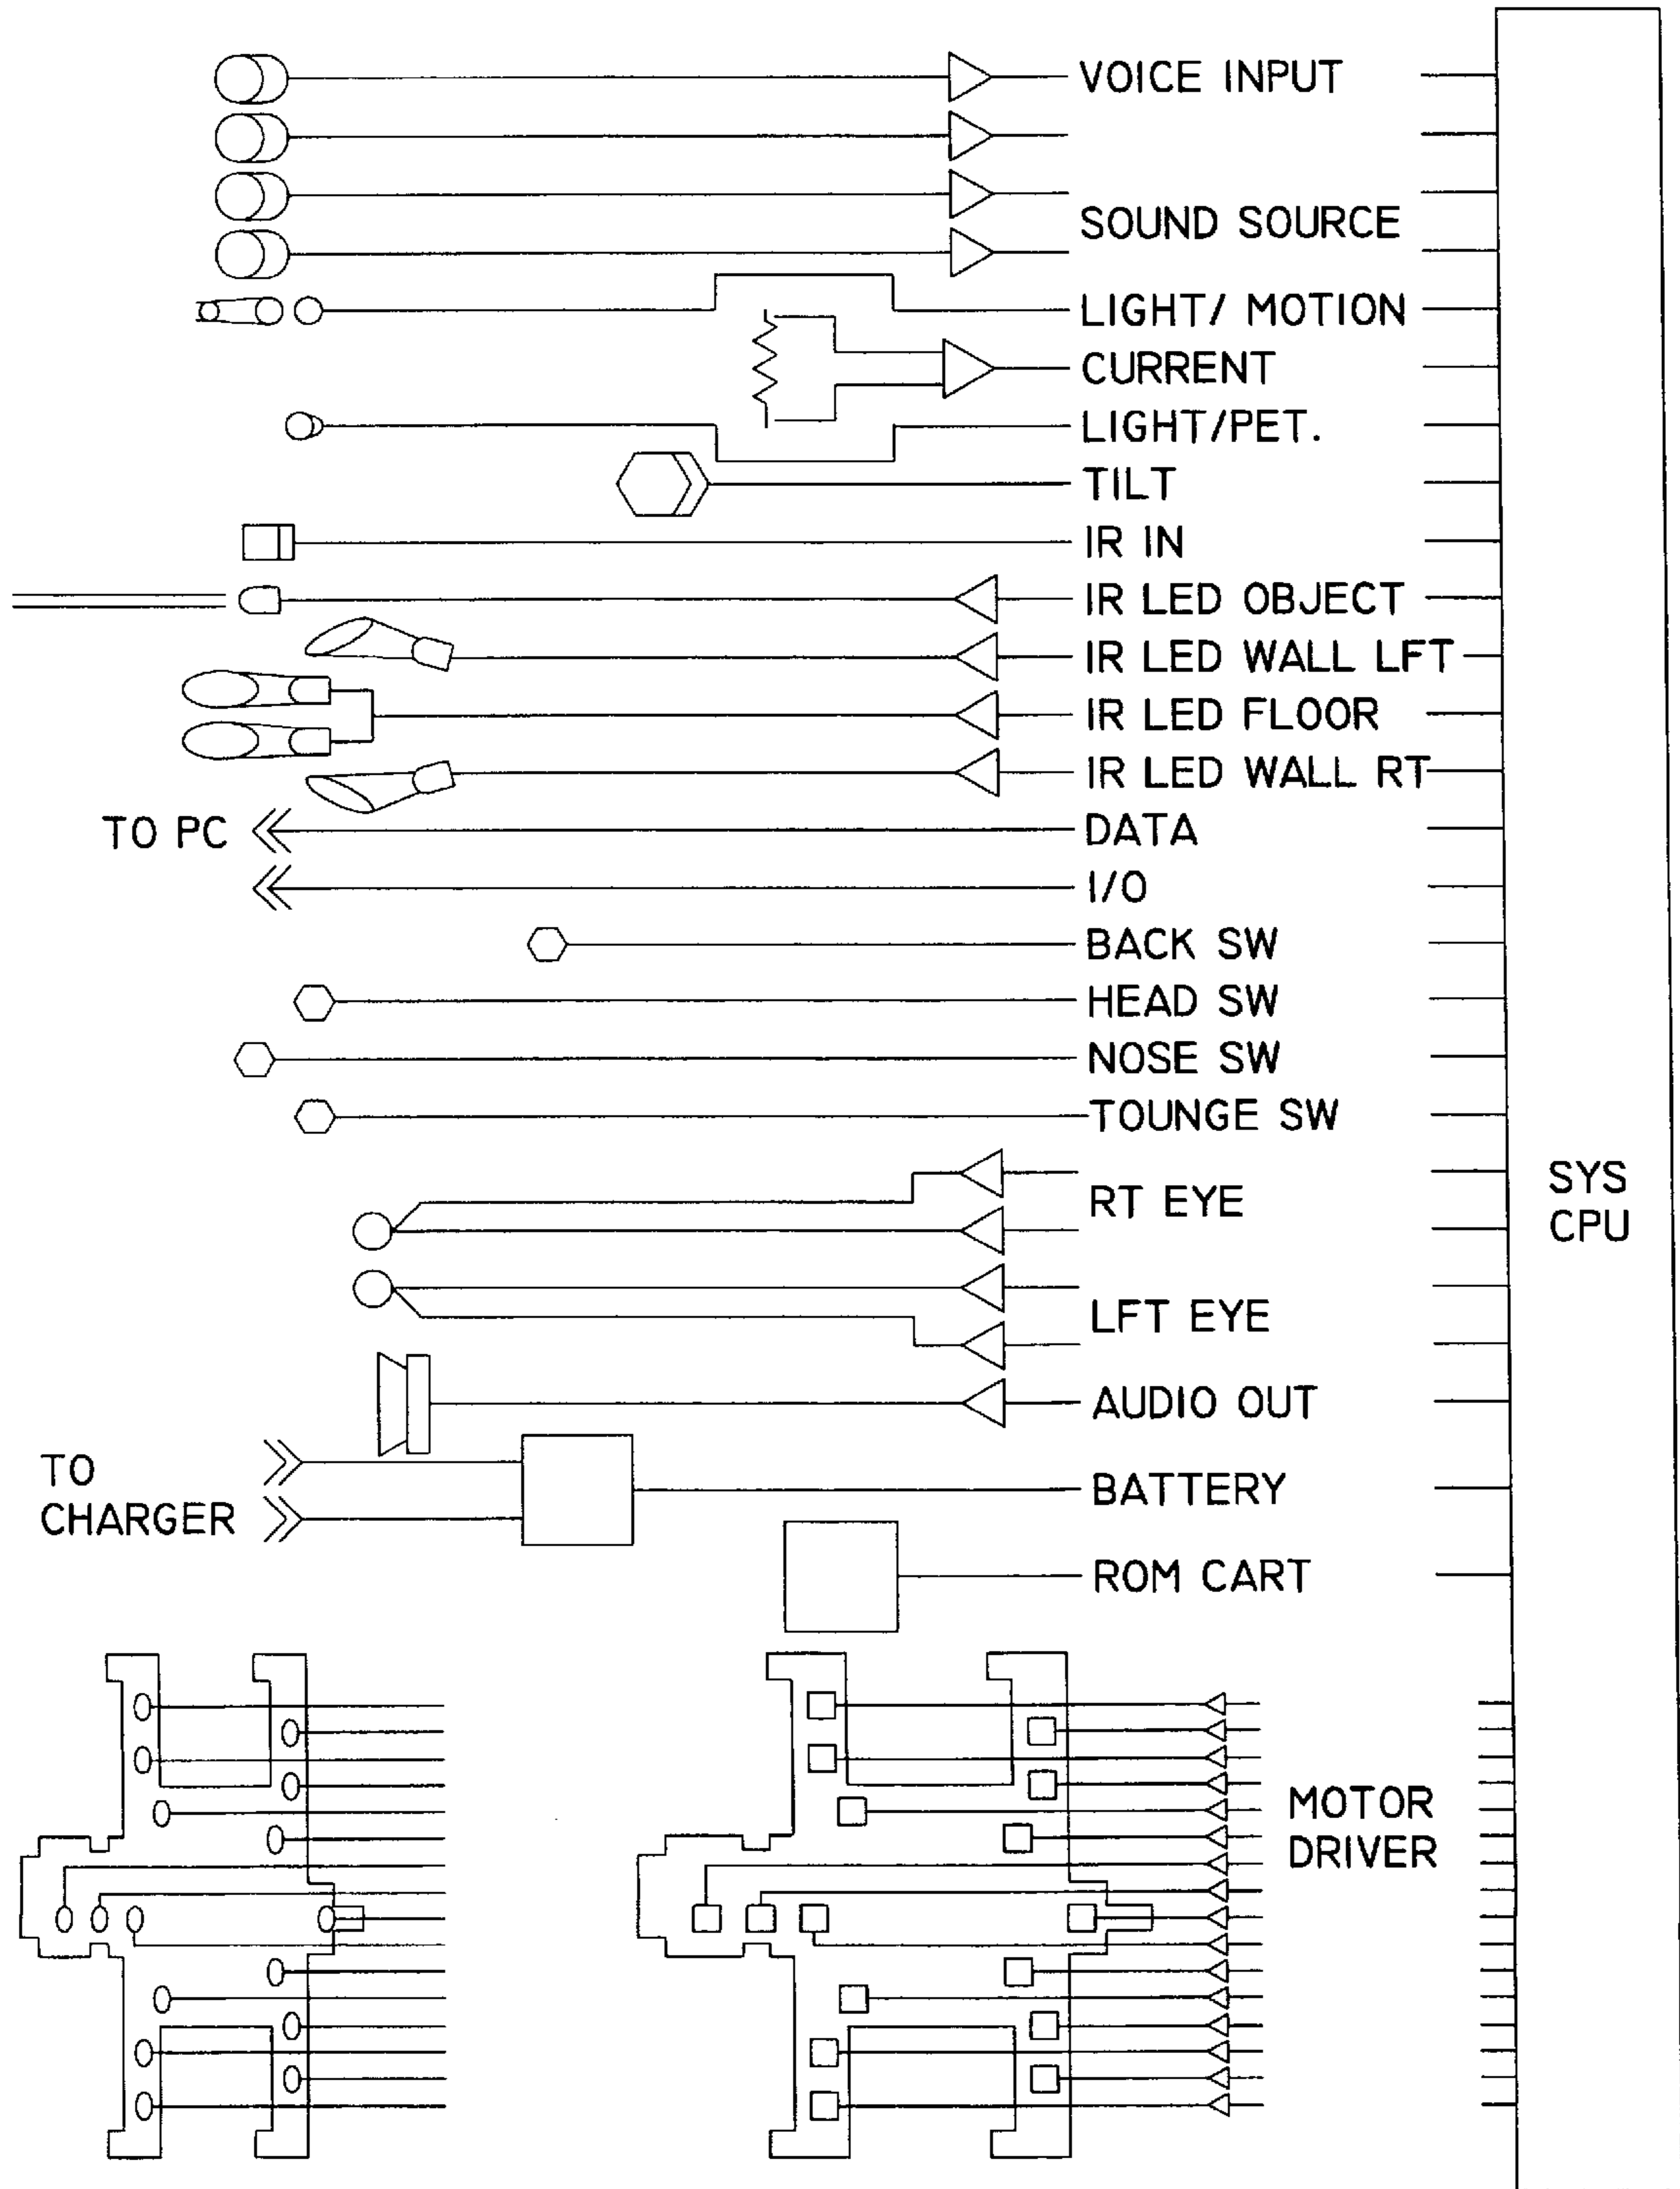 VOICE INPUT
SOUND SOURCE
LIGHT/ MOTION
CURRENT
LIGHT/PET.
TILT
IR IN
IR LED OBJECT
IR LED WALL LFT
IR LED FLOOR
IR LED WALL RT
TO PC
DATA
I/O
BACK SW
HEAD SW
NOSE SW
TOUNGE SW
RT EYE
SYS
CPU
LFT EYE
AUDIO OUT
TO
CHARGER
BATTERY
ROM CART
MOTOR
DRIVER